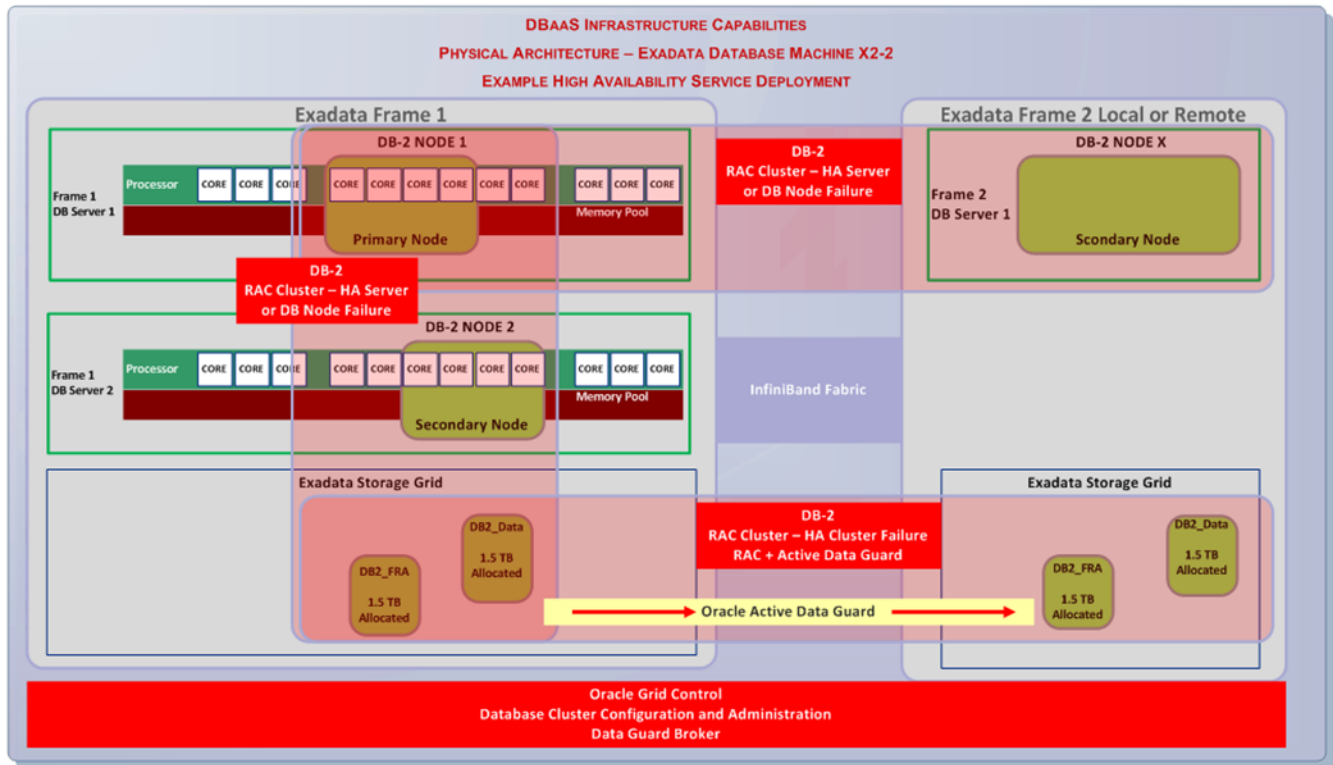 DBAAS INFRASTRUCTURE CAPABILITIES
PHYSICAL ARCHITECTURE – EXADATA DATABASE MACHINE X2-2
EXAMPLE HIGH AVAILABILITY SERVICE DEPLOYMENT
Exadata Frame 1
DB-2 NODE 1
Frame 1
DB Server 1
Processor
CORE CORE CORE CORE CORE CORE CORE CORE CORE CORE CORE CORE
Memory Pool
Primary Node
DB-2
RAC Cluster – HA Server
or DB Node Failure
DB-2 NODE 2
Frame 1
DB Server 2
Processor
CORE CORE CORE CORE CORE CORE CORE CORE CORE CORE CORE CORE
Memory Pool
Secondary Node
DB-2
RAC Cluster – HA Server
or DB Node Failure
InfiniBand Fabric
Exadata Frame 2 Local or Remote
DB-2 NODE X
Frame 2
DB Server 1
Scondary Node
Exadata Storage Grid
DB2_Data
1.5 TB
Allocated
DB2_FRA
1.5 TB
Allocated
DB-2
RAC Cluster – HA Cluster Failure
RAC + Active Data Guard
Oracle Active Data Guard
Exadata Storage Grid
DB2_Data
1.5 TB
Allocated
DB2_FRA
1.5 TB
Allocated
Oracle Grid Control
Database Cluster Configuration and Administration
Data Guard Broker